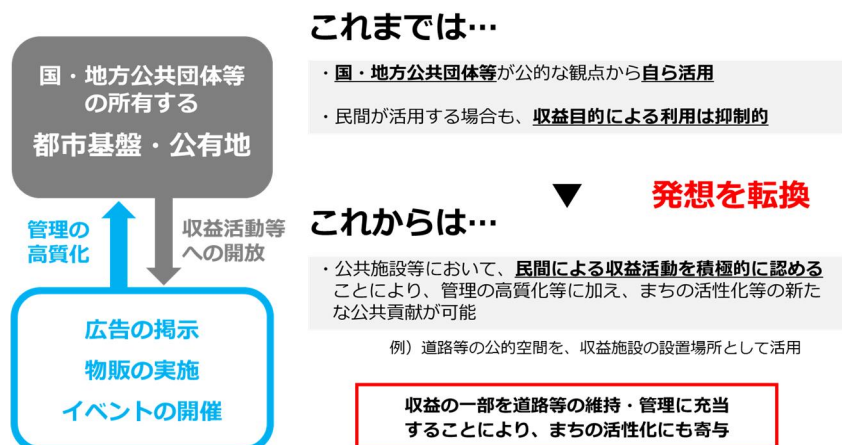 国・地方公共団体等
の所有する
都市基盤・公有地
管理の
高質化
収益活動等
への開放
広告の掲示
物販の実施
イベントの開催
これまでは…
・国・地方公共団体等が公的な観点から自ら活用
・民間が活用する場合も、収益目的による利用は抑制的
▼
発想を転換
これからは…
・公共施設等において、民間による収益活動を積極的に認める
ことにより、管理の高質化等に加え、まちの活性化等の新た
な公共貢献が可能
例）道路等の公的空間を、収益施設の設置場所として活用
収益の一部を道路等の維持・管理に充当
することにより、まちの活性化にも寄与